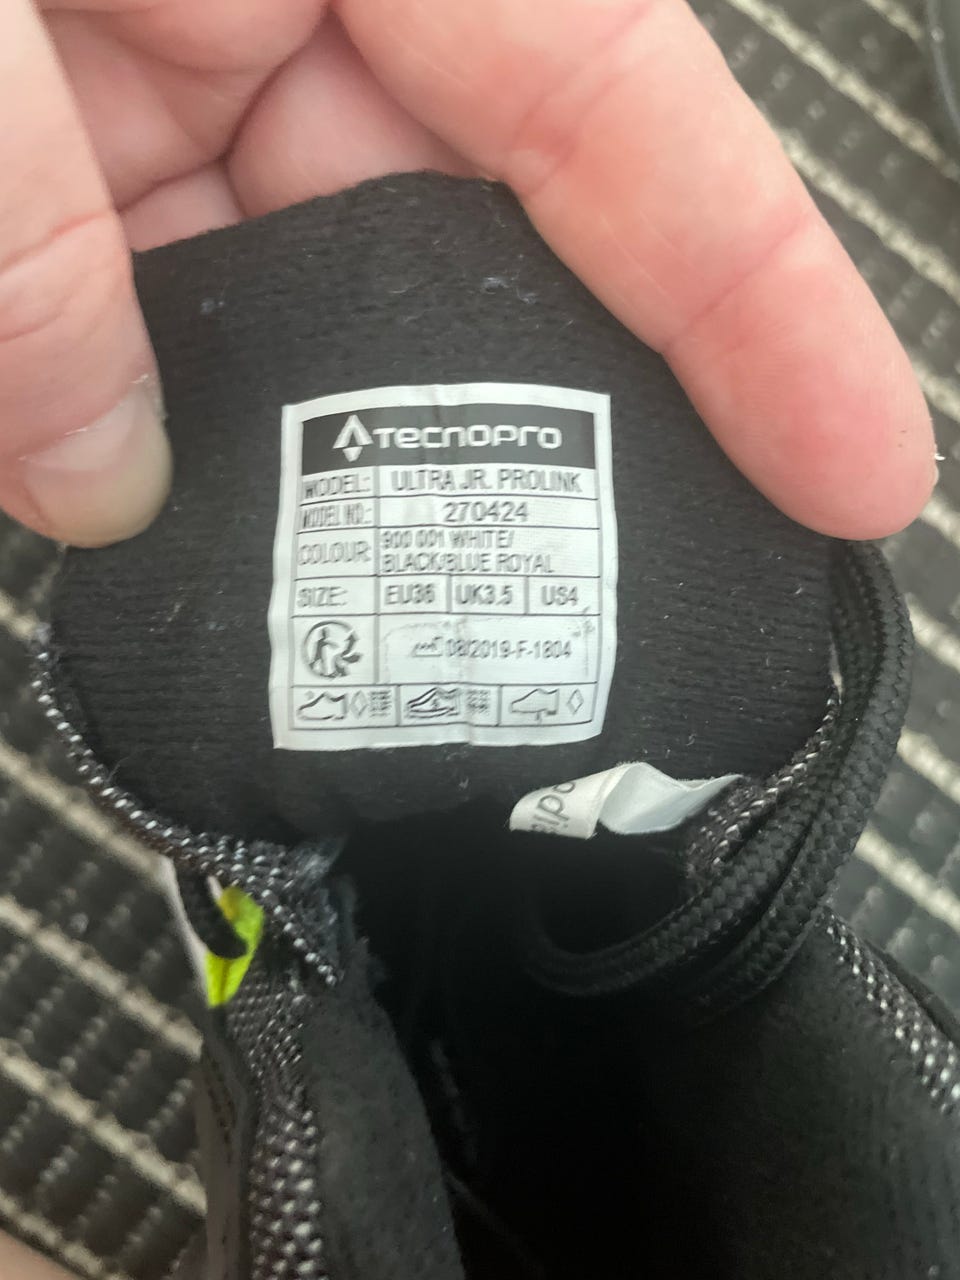 TECNOPRO
MODEL: ULTRA JR. PROLINK
MODEL NO.: 270424
COLOUR: 900 001 WHITE/
BLACK/BLUE ROYAL
SIZE: EU36 UK3.5 US4
08/2019-F-1804